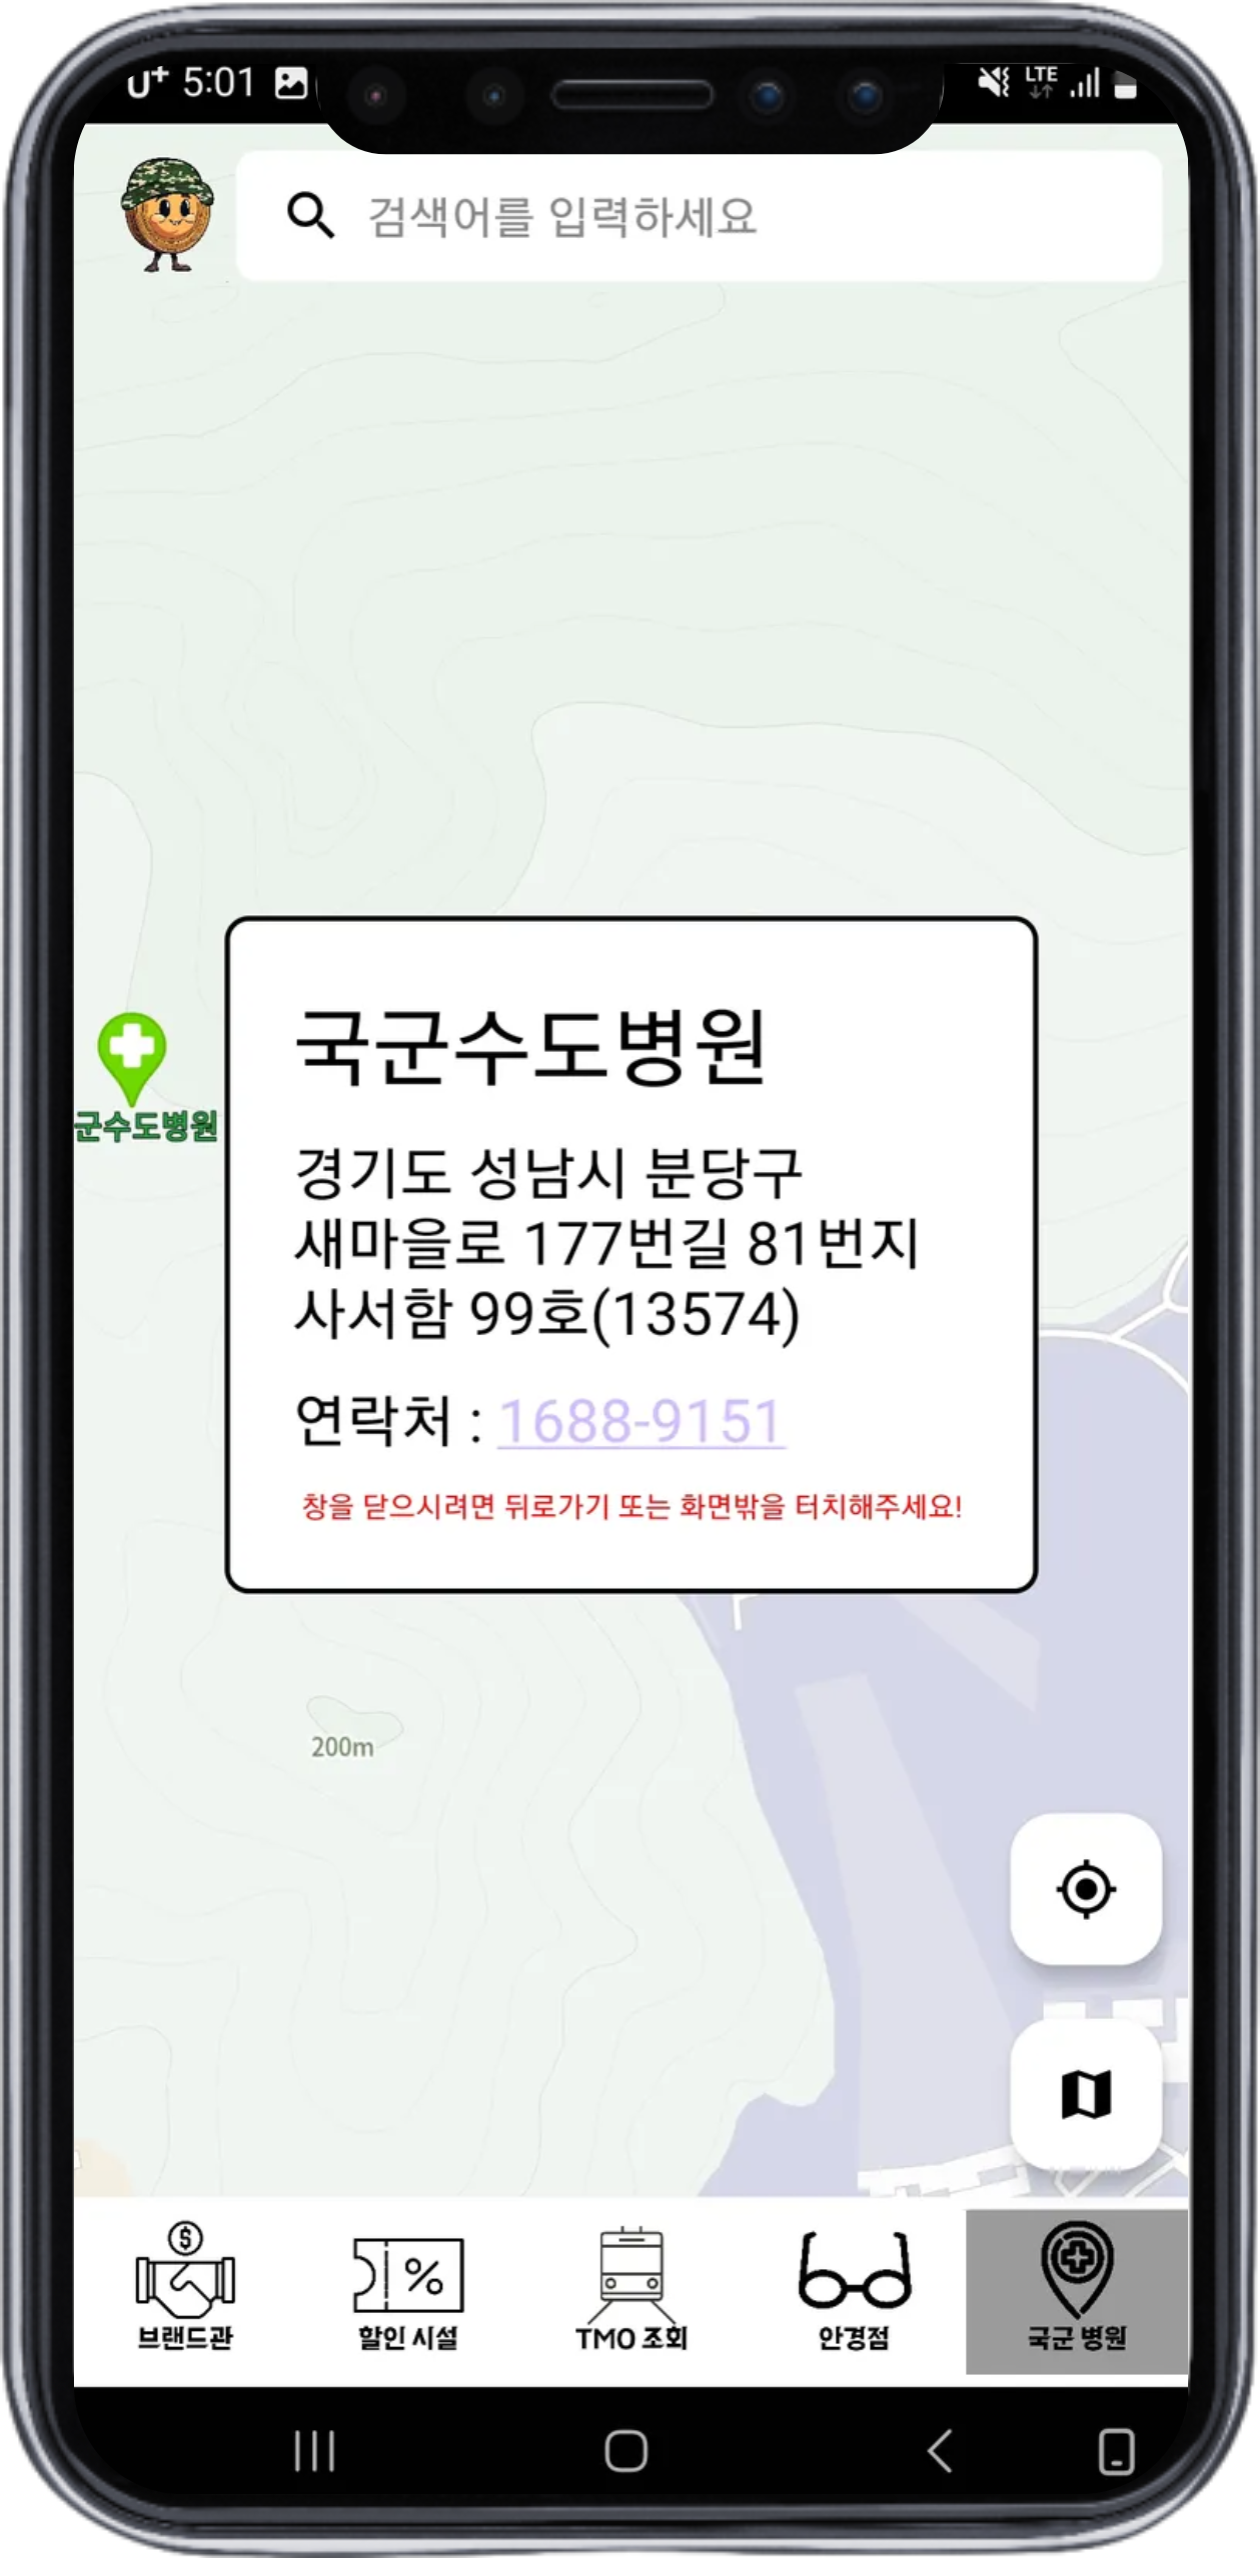 U+ 5:01
LTE
검색어를 입력하세요
군수도병원
국군수도병원
경기도 성남시 분당구
새마을로 177번길 81번지
사서함 99호(13574)
연락처 : 1688-9151
창을 닫으시려면 뒤로가기 또는 화면밖을 터치해주세요!
200m
브랜드관
할인 시설
TMO 조회
안경점
국군 병원